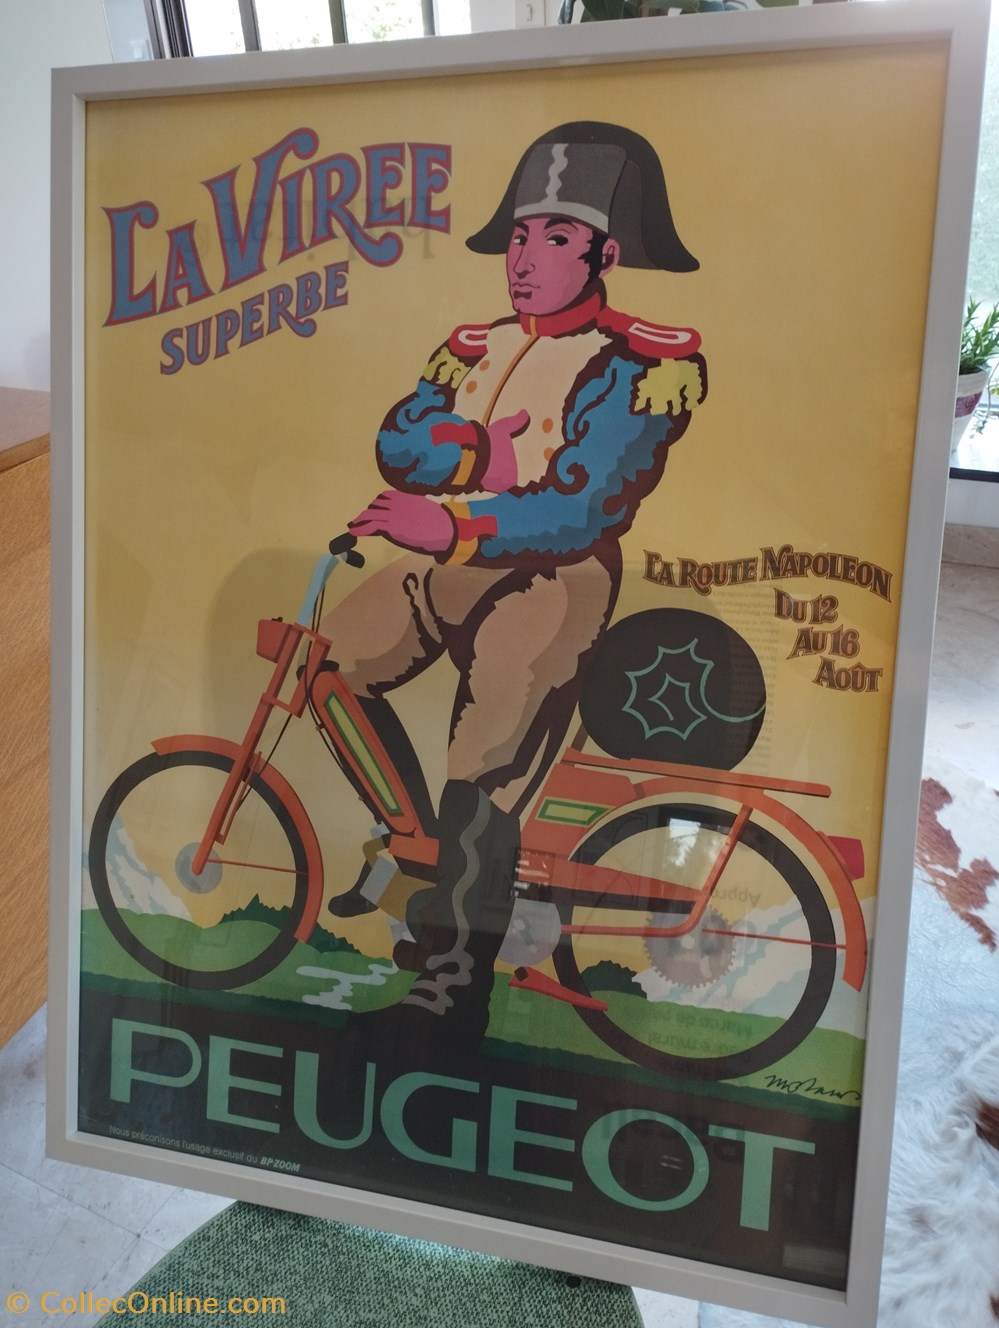 LA VIREE
SUPERBE
LA ROUTE NAPOLEON
DU 12
AU 16
AOÛT
PEUGEOT
Nous préconisons l'usage exclusif du BP ZOOM
© CollecOnline.com